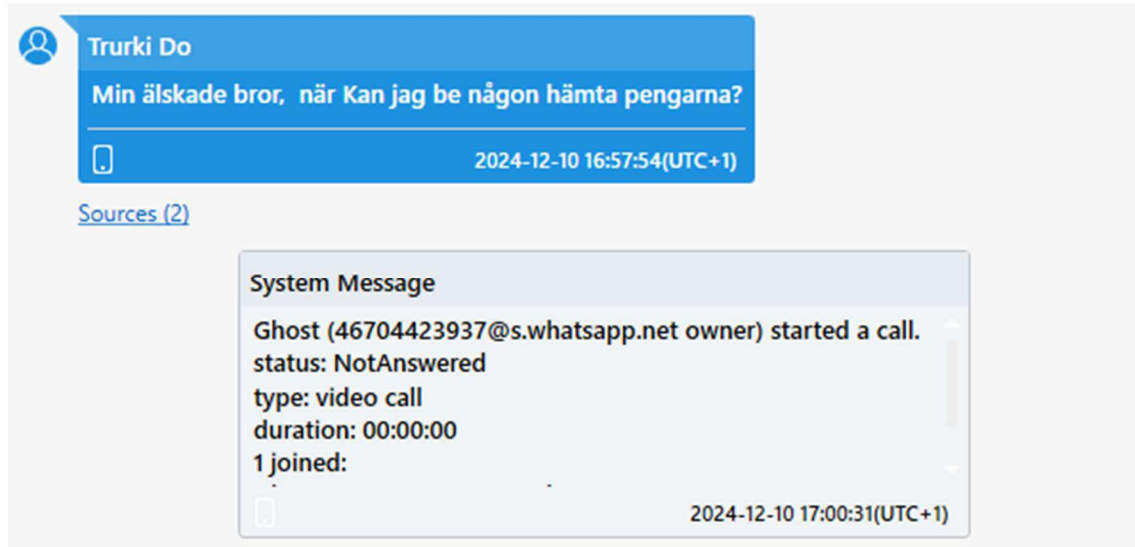 Trurki Do
Min älskade bror, när Kan jag be någon hämta pengarna?
2024-12-10 16:57:54(UTC+1)
Sources (2)
System Message
Ghost (46704423937@s.whatsapp.net owner) started a call.
status: NotAnswered
type: video call
duration: 00:00:00
1 joined:
2024-12-10 17:00:31(UTC+1)